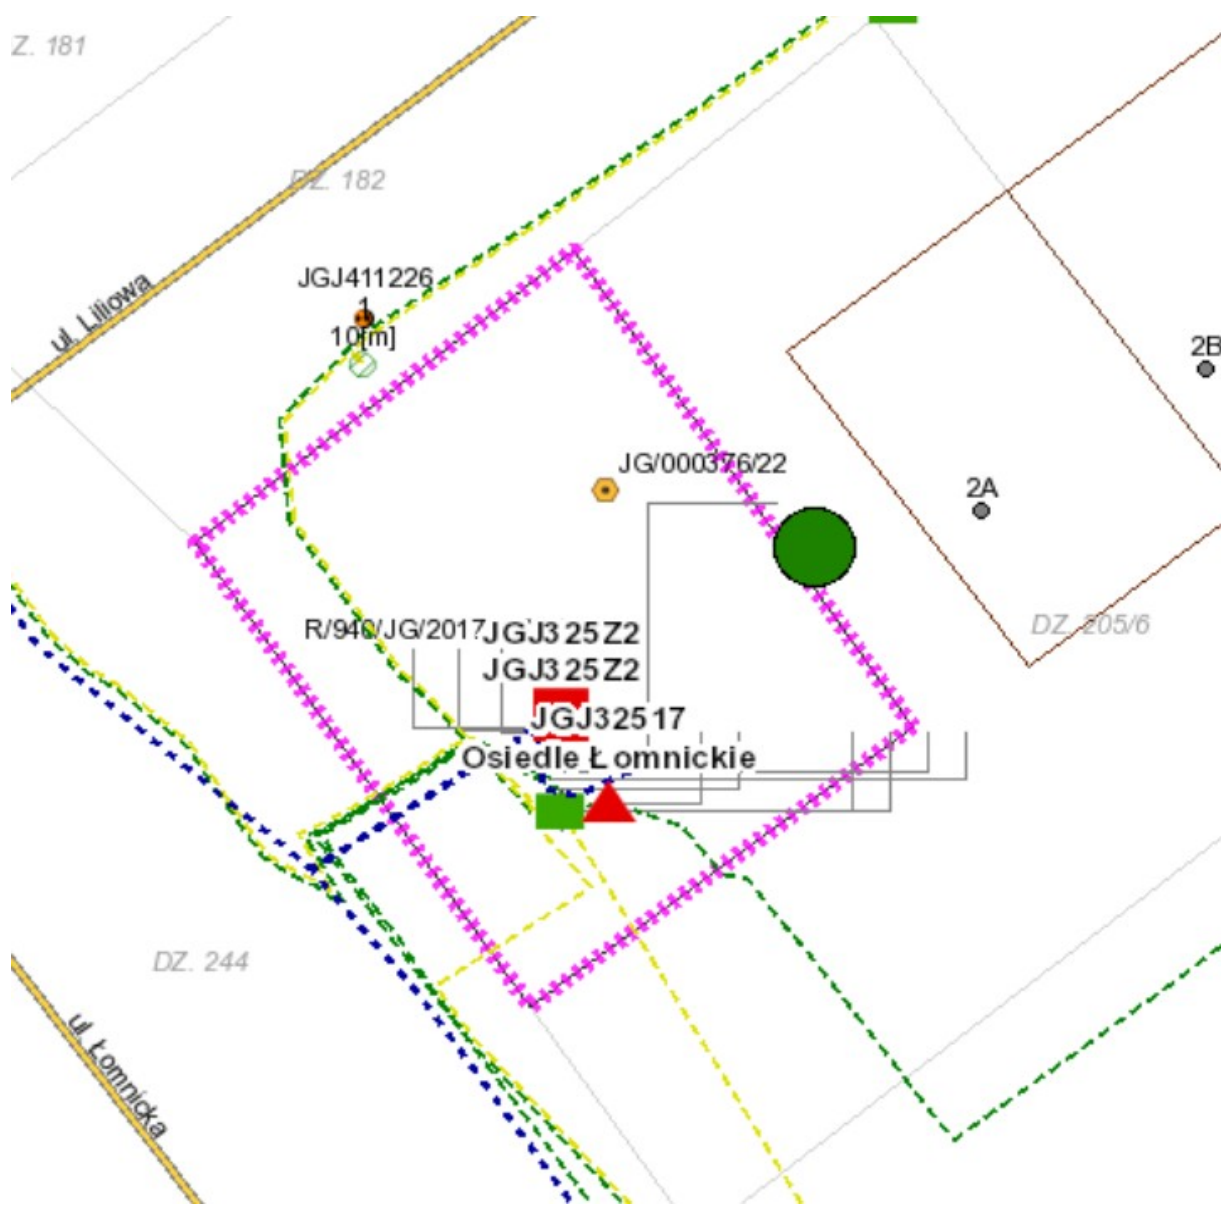 Z. 181
DZ. 182
ul. Liliowa
JGJ411226
1
10[m]
2B
JG/000376/22
2A
R/940/JG/2017
JGJ325Z2
DZ. 205/6
JGJ325Z2
JGJ32517
Osiedle Łomnickie
DZ. 244
ul. Łomnicka